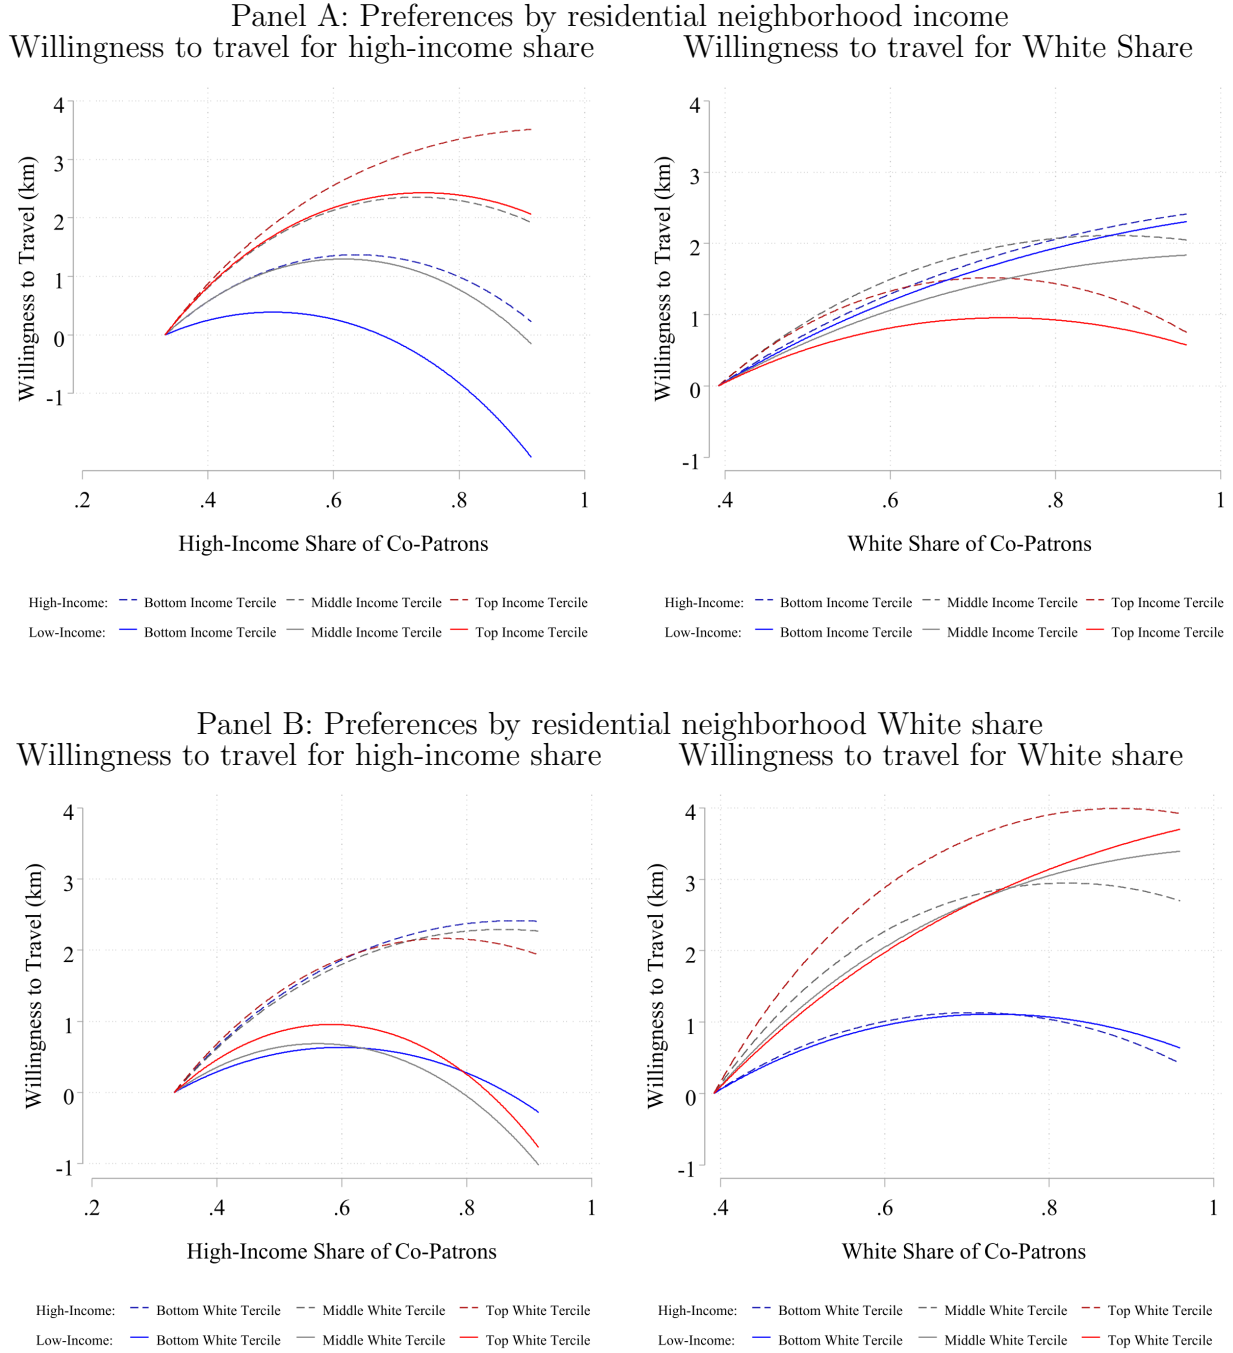 Panel A: Preferences by residential neighborhood income
Willingness to travel for high-income share
Willingness to Travel (km)
4
3
2
1
0
-1
.2 .4 .6 .8 1
High-Income Share of Co-Patrons
High-Income: Bottom Income Tercile Middle Income Tercile Top Income Tercile
Low-Income: Bottom Income Tercile Middle Income Tercile Top Income Tercile
Willingness to travel for White Share
Willingness to Travel (km)
4
3
2
1
0
-1
.4 .6 .8 1
White Share of Co-Patrons
High-Income: Bottom Income Tercile Middle Income Tercile Top Income Tercile
Low-Income: Bottom Income Tercile Middle Income Tercile Top Income Tercile
Panel B: Preferences by residential neighborhood White share
Willingness to travel for high-income share
Willingness to Travel (km)
4
3
2
1
0
-1
.2 .4 .6 .8 1
High-Income Share of Co-Patrons
High-Income: Bottom White Tercile Middle White Tercile Top White Tercile
Low-Income: Bottom White Tercile Middle White Tercile Top White Tercile
Willingness to travel for White share
Willingness to Travel (km)
4
3
2
1
0
-1
.4 .6 .8 1
White Share of Co-Patrons
High-Income: Bottom White Tercile Middle White Tercile Top White Tercile
Low-Income: Bottom White Tercile Middle White Tercile Top White Tercile